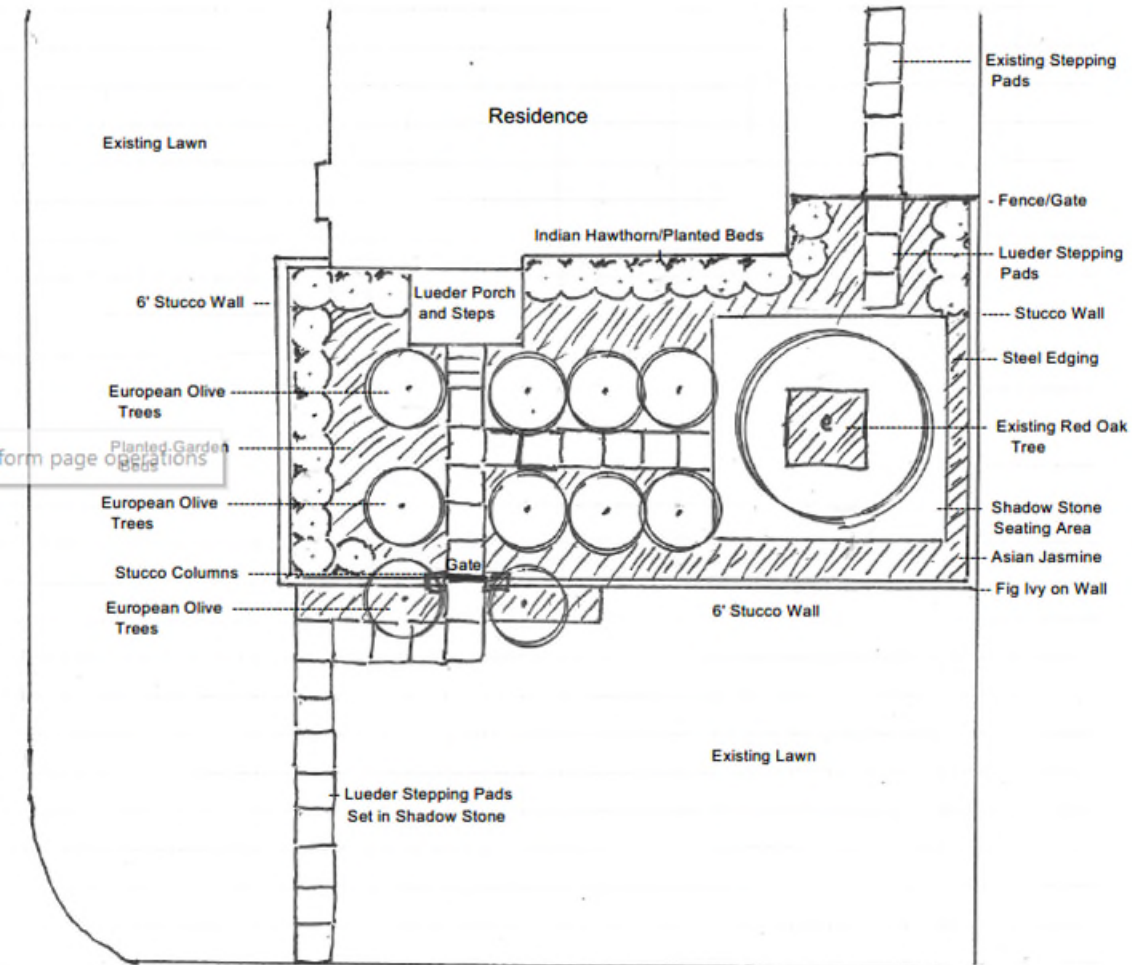 Existing Stepping
Pads
Residence
Existing Lawn
- Fence/Gate
Indian Hawthorn/Planted Beds
Lueder Stepping
Pads
6' Stucco Wall
Lueder Porch
and Steps
Stucco Wall
Steel Edging
European Olive
Trees
Existing Red Oak
Tree
Planted Garden
Beds
form page operations
European Olive
Trees
Shadow Stone
Seating Area
Asian Jasmine
Gate
Stucco Columns
Fig Ivy on Wall
European Olive
Trees
6' Stucco Wall
Existing Lawn
Lueder Stepping Pads
Set in Shadow Stone